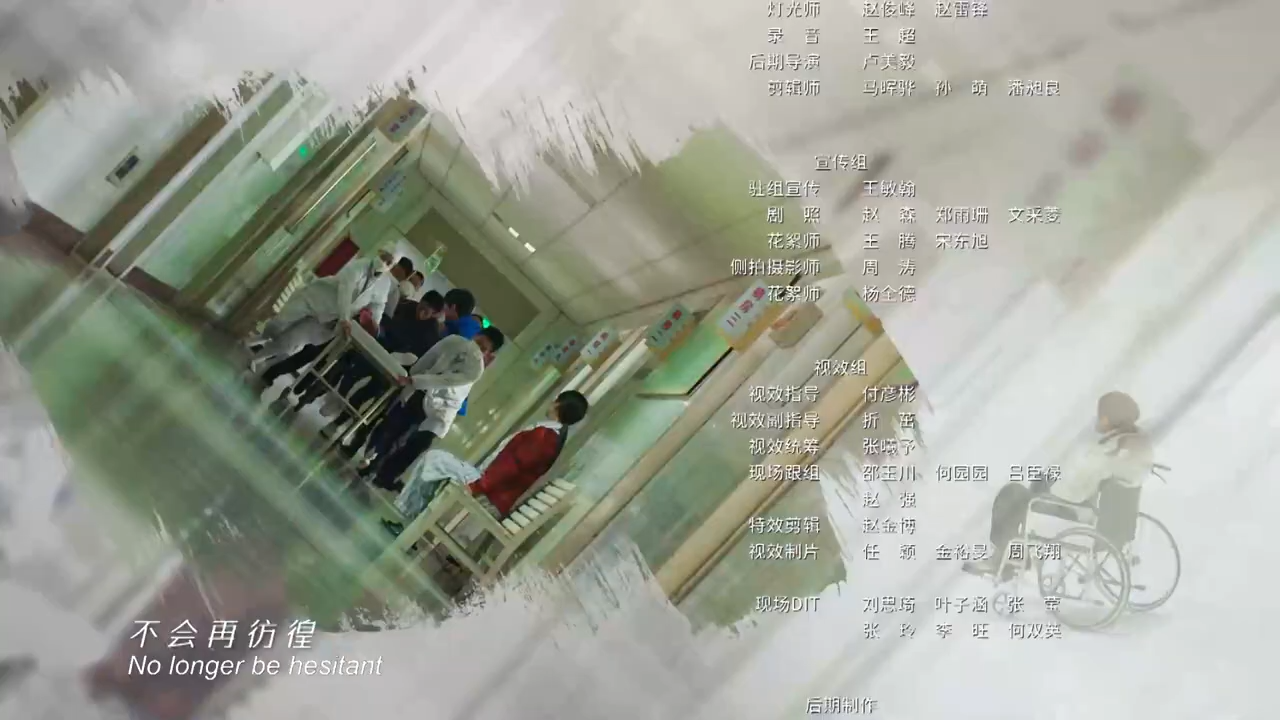 灯光师 赵俊峰 赵雷锋
录 音 王 超
后期导演 卢美毅
剪辑师 马晖骅 孙 萌 潘昶良
宣传组
驻组宣传 王敏翰
剧 照 赵 森 郑雨珊 文采菱
花絮师 王 腾 宋东旭
侧拍摄影师 周 涛
花絮师 杨全德
视效组
视效指导 付彦彬
视效副指导 折 茁
视效统筹 张曦予
现场跟组 邵玉川 何园园 吕臣禄
赵 强
特效剪辑 赵金博
视效制片 任 颖 金裕旻 周飞翔
现场DIT 刘思琦 叶子涵 张 莹
张 玲 李 旺 何双英
不会再彷徨
No longer be hesitant
后期制作